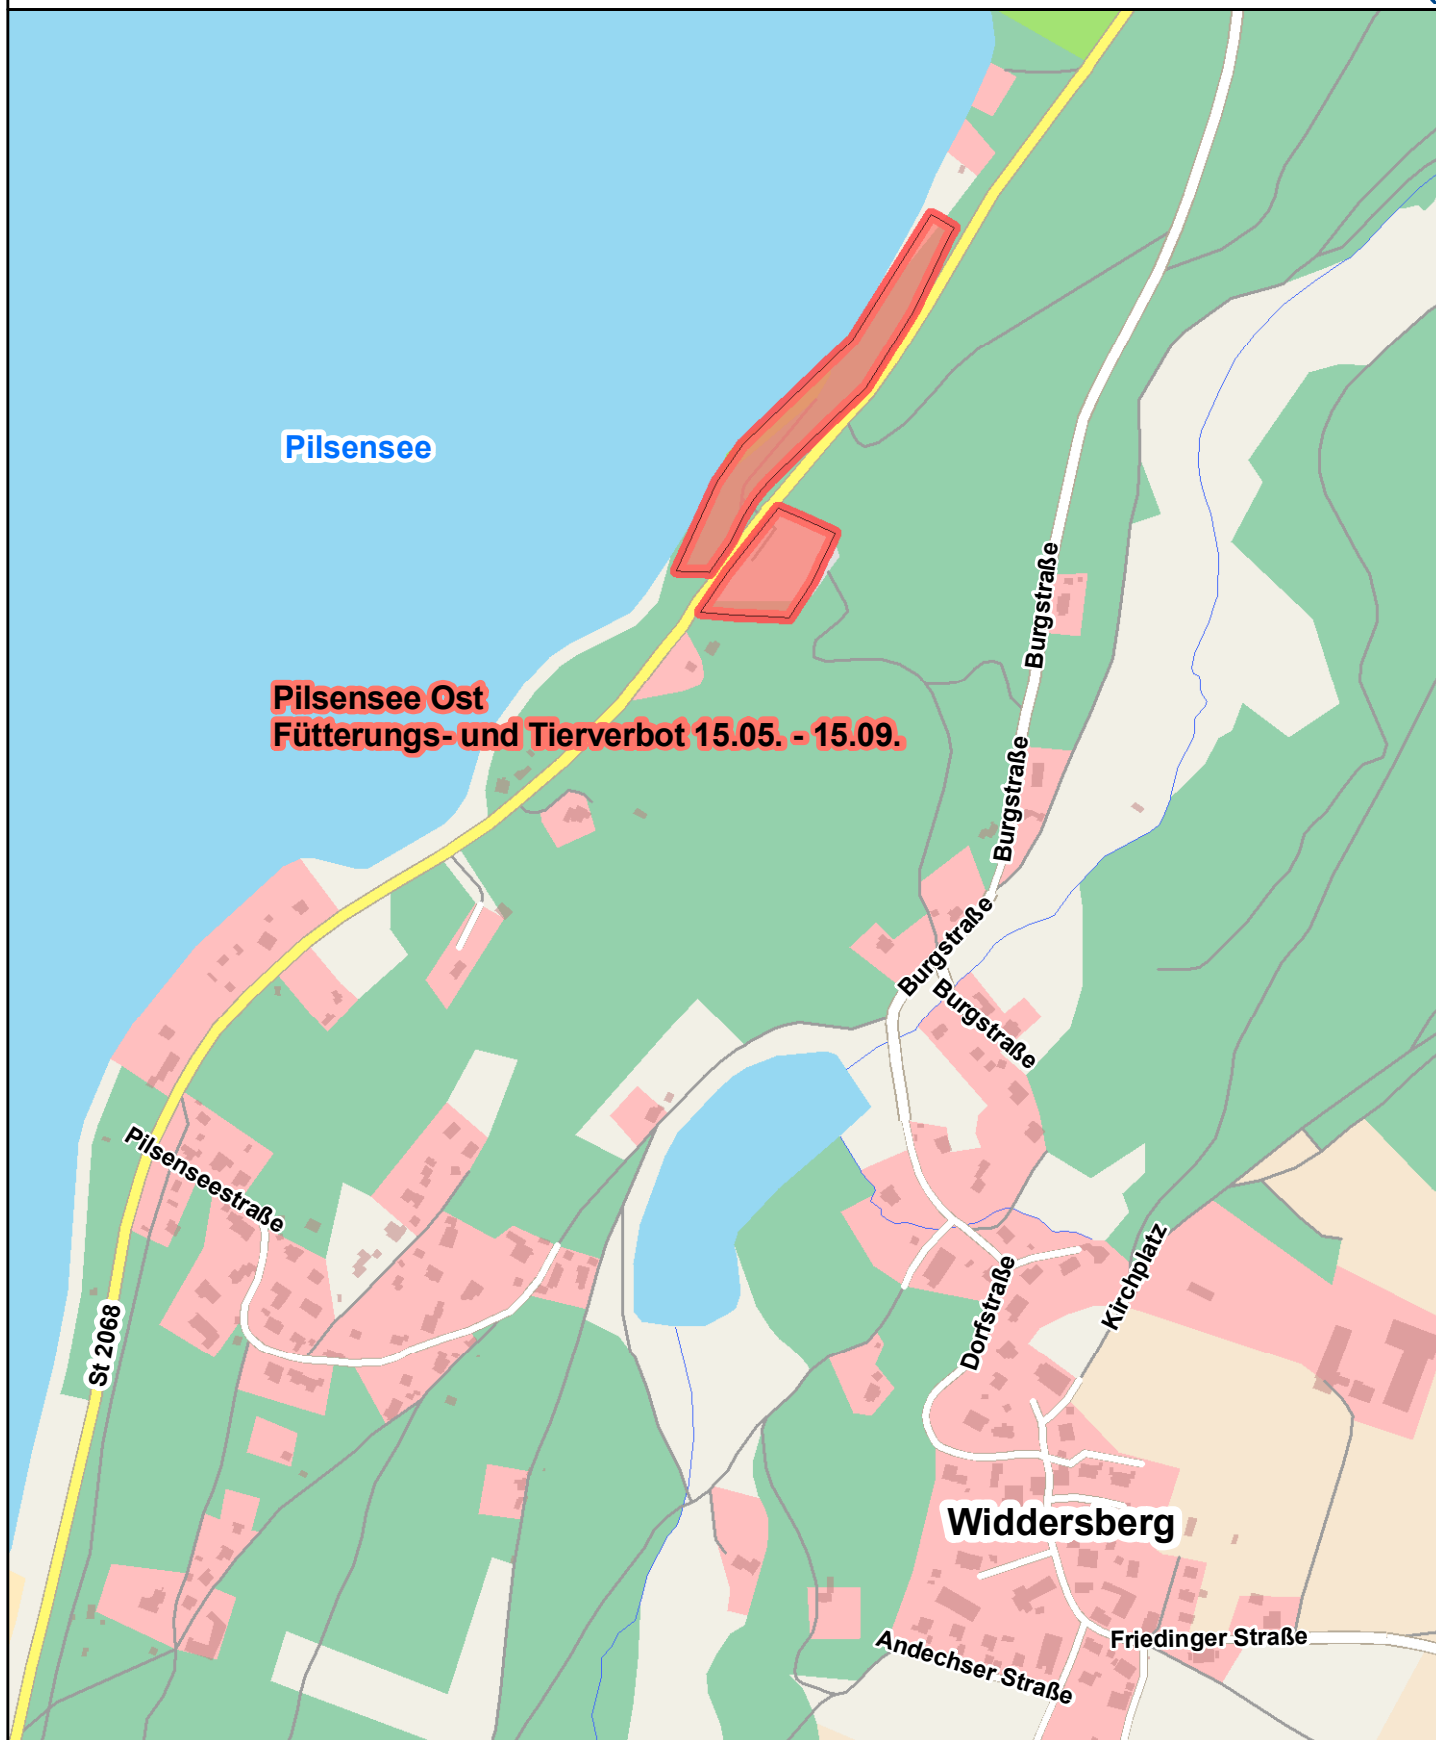 Pilsensee
Burgstraße
Pilsensee Ost
Fütterungs- und Tierverbot 15.05. - 15.09.
Burgstraße
Burgstraße
Burgstraße
Pilsenseestraße
Kirchplatz
Dorfstraße
St 2068
Widdersberg
Friedinger Straße
Andechser Straße